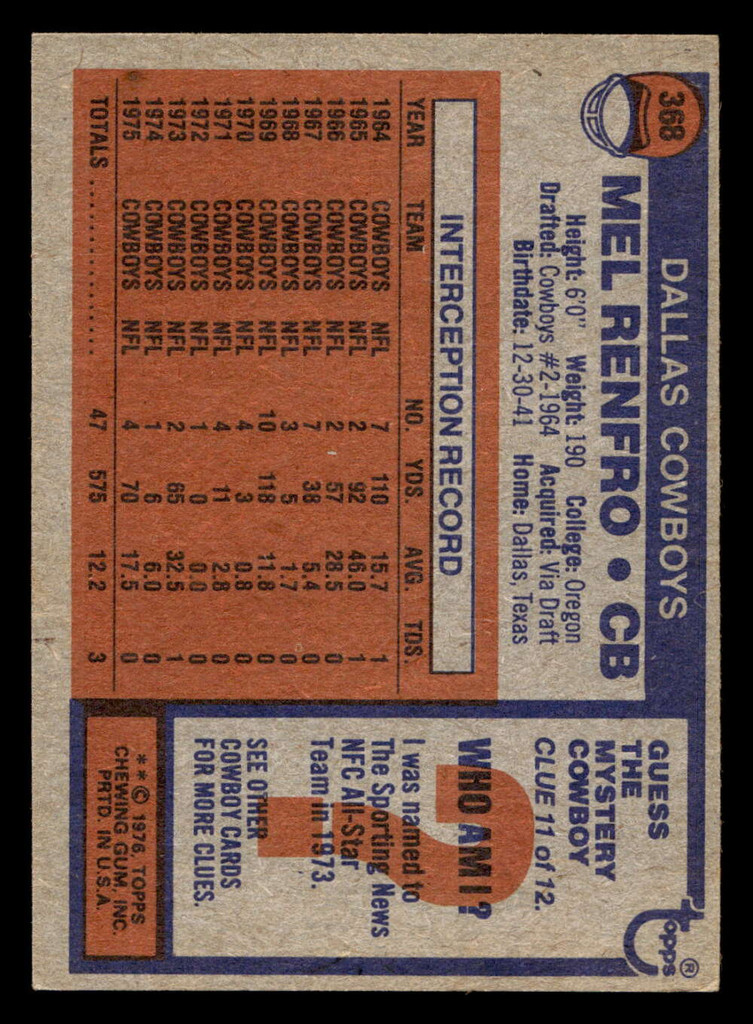 368
DALLAS COWBOYS
MEL RENFRO • CB
Height: 6'0" Weight: 190 College: Oregon
Drafted: Cowboys #2-1964 Acquired: Via Draft
Birthdate: 12-30-41 Home: Dallas, Texas
INTERCEPTION RECORD
YEAR TEAM NO. YDS. AVG. TDS.
1964 COWBOYS NFL 7 110 15.7 1
1965 COWBOYS NFL 2 92 46.0 1
1966 COWBOYS NFL 2 57 28.5 0
1967 COWBOYS NFL 7 38 5.4 0
1968 COWBOYS NFL 3 5 1.7 0
1969 COWBOYS NFL 10 118 11.8 0
1970 COWBOYS NFL 4 3 0.8 0
1971 COWBOYS NFL 4 11 2.8 0
1972 COWBOYS NFL 1 0 0.0 0
1973 COWBOYS NFL 2 65 32.5 1
1974 COWBOYS NFL 1 6 6.0 0
1975 COWBOYS NFL 4 70 17.5 0
TOTALS .................. 47 575 12.2 3
topps®
GUESS
THE
MYSTERY
COWBOY
CLUE 11 of 12.
?
WHO AM I?
I was named to
The Sporting News
NFC All-Star
Team in 1973.
SEE OTHER
COWBOY CARDS
FOR MORE CLUES.
**© 1976, TOPPS
CHEWING GUM, INC.
PRTD. IN U.S.A.